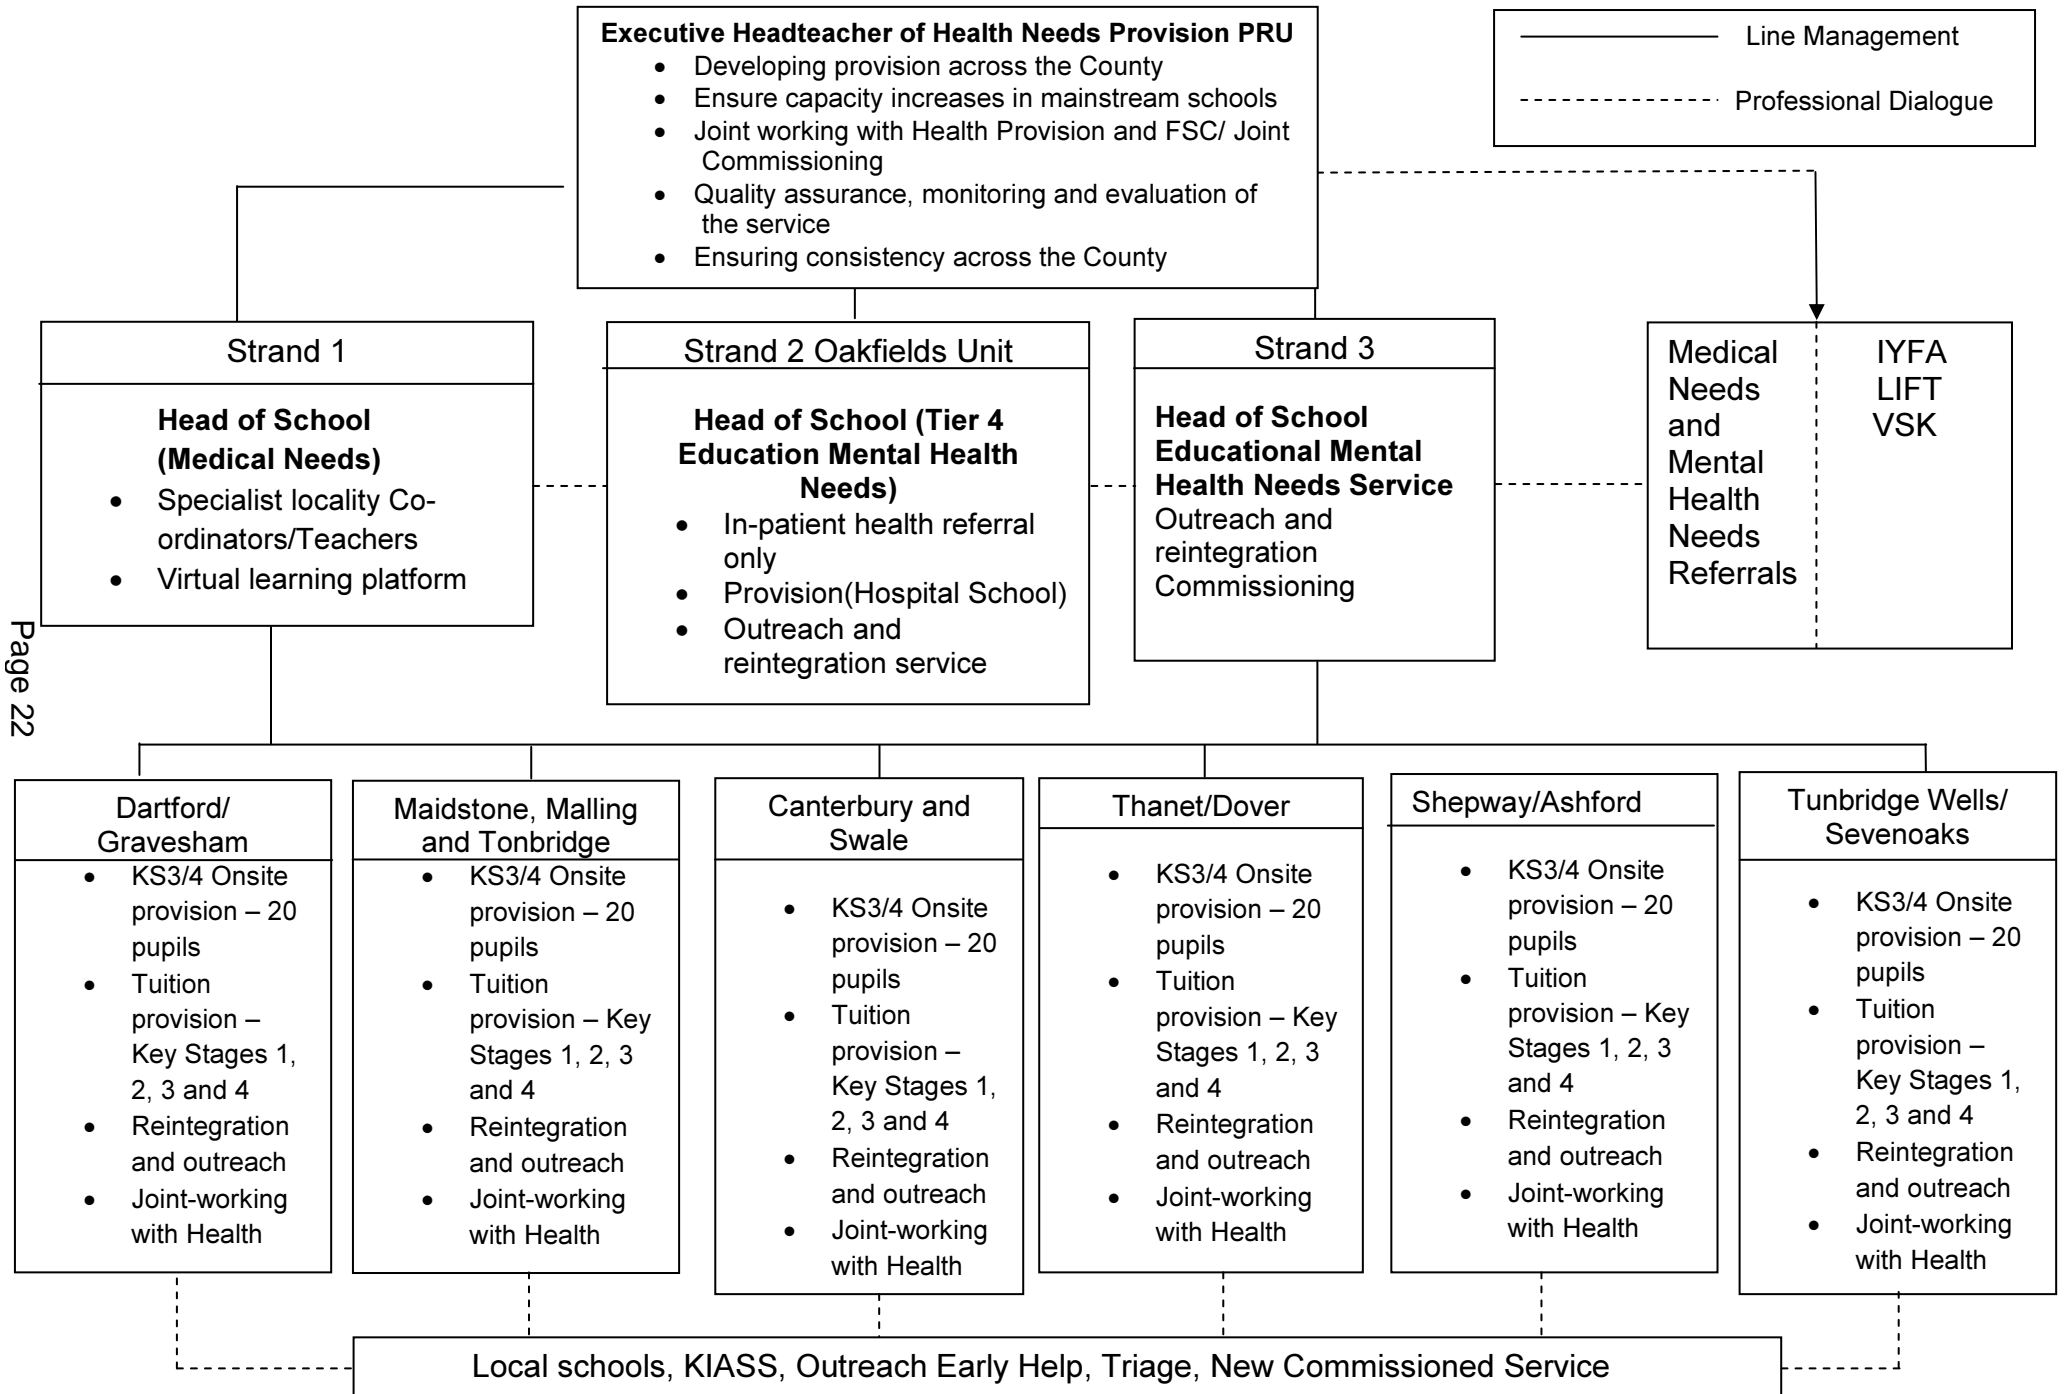 Executive Headteacher of Health Needs Provision PRU
• Developing provision across the County
• Ensure capacity increases in mainstream schools
• Joint working with Health Provision and FSC/ Joint
Commissioning
• Quality assurance, monitoring and evaluation of
the service
• Ensuring consistency across the County
Line Management
Professional Dialogue
Strand 1
Head of School
(Medical Needs)
• Specialist locality Co-
ordinators/Teachers
• Virtual learning platform
Strand 2 Oakfields Unit
Head of School (Tier 4
Education Mental Health
Needs)
• In-patient health referral
only
• Provision(Hospital School)
• Outreach and
reintegration service
Strand 3
Head of School
Educational Mental
Health Needs Service
Outreach and
reintegration
Commissioning
Medical
Needs
and
Mental
Health
Needs
Referrals
IYFA
LIFT
VSK
Page 22
Dartford/
Gravesham
• KS3/4 Onsite
provision – 20
pupils
• Tuition
provision –
Key Stages 1,
2, 3 and 4
• Reintegration
and outreach
• Joint-working
with Health
Maidstone, Malling
and Tonbridge
• KS3/4 Onsite
provision – 20
pupils
• Tuition
provision – Key
Stages 1, 2, 3
and 4
• Reintegration
and outreach
• Joint-working
with Health
Canterbury and
Swale
• KS3/4 Onsite
provision – 20
pupils
• Tuition
provision –
Key Stages 1,
2, 3 and 4
• Reintegration
and outreach
• Joint-working
with Health
Thanet/Dover
• KS3/4 Onsite
provision – 20
pupils
• Tuition
provision – Key
Stages 1, 2, 3
and 4
• Reintegration
and outreach
• Joint-working
with Health
Shepway/Ashford
• KS3/4 Onsite
provision – 20
pupils
• Tuition
provision – Key
Stages 1, 2, 3
and 4
• Reintegration
and outreach
• Joint-working
with Health
Tunbridge Wells/
Sevenoaks
• KS3/4 Onsite
provision – 20
pupils
• Tuition
provision –
Key Stages 1,
2, 3 and 4
• Reintegration
and outreach
• Joint-working
with Health
Local schools, KIASS, Outreach Early Help, Triage, New Commissioned Service